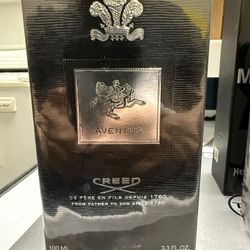 AVENTUS
CREED
DE PÈRE EN FILS DEPUIS 1760
FROM FATHER TO SON SINCE 1760
100 ML
3.3 FL.OZ.
M